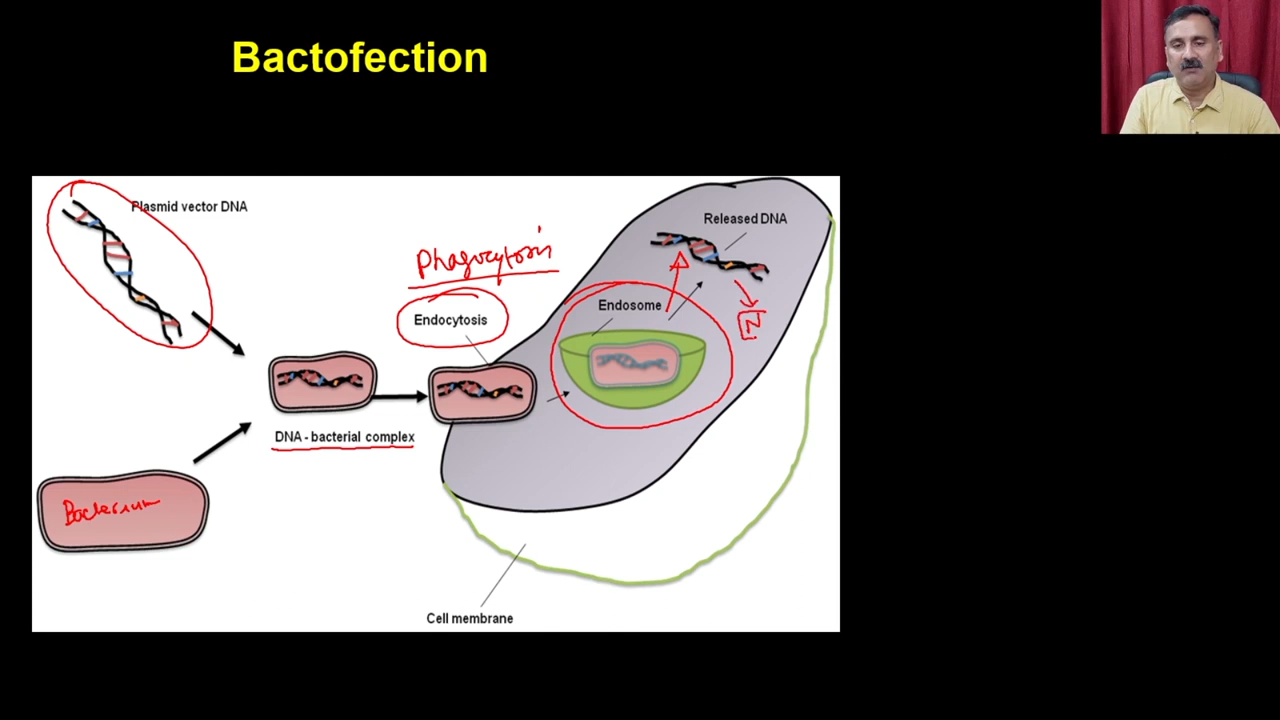 Bactofection
Plasmid vector DNA
Released DNA
Phagocytosis
Endosome
Endocytosis
DNA - bacterial complex
Bacterium
Cell membrane